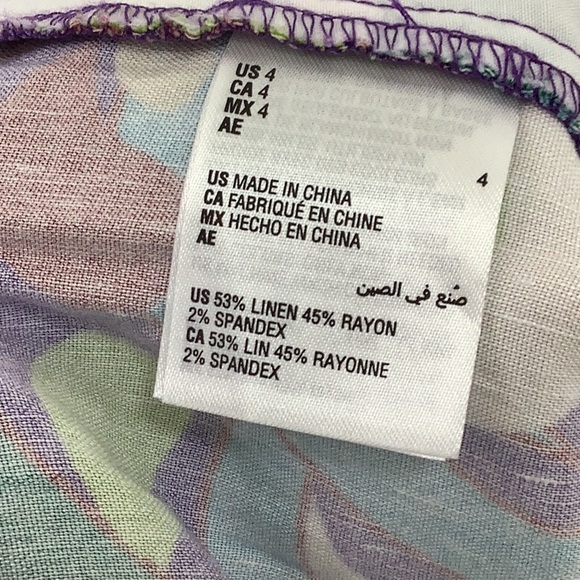 US 4
CA 4
MX 4
AE
4
US MADE IN CHINA
CA FABRIQUÉ EN CHINE
MX HECHO EN CHINA
AE
صُنع في الصين
US 53% LINEN 45% RAYON
2% SPANDEX
CA 53% LIN 45% RAYONNE
2% SPANDEX